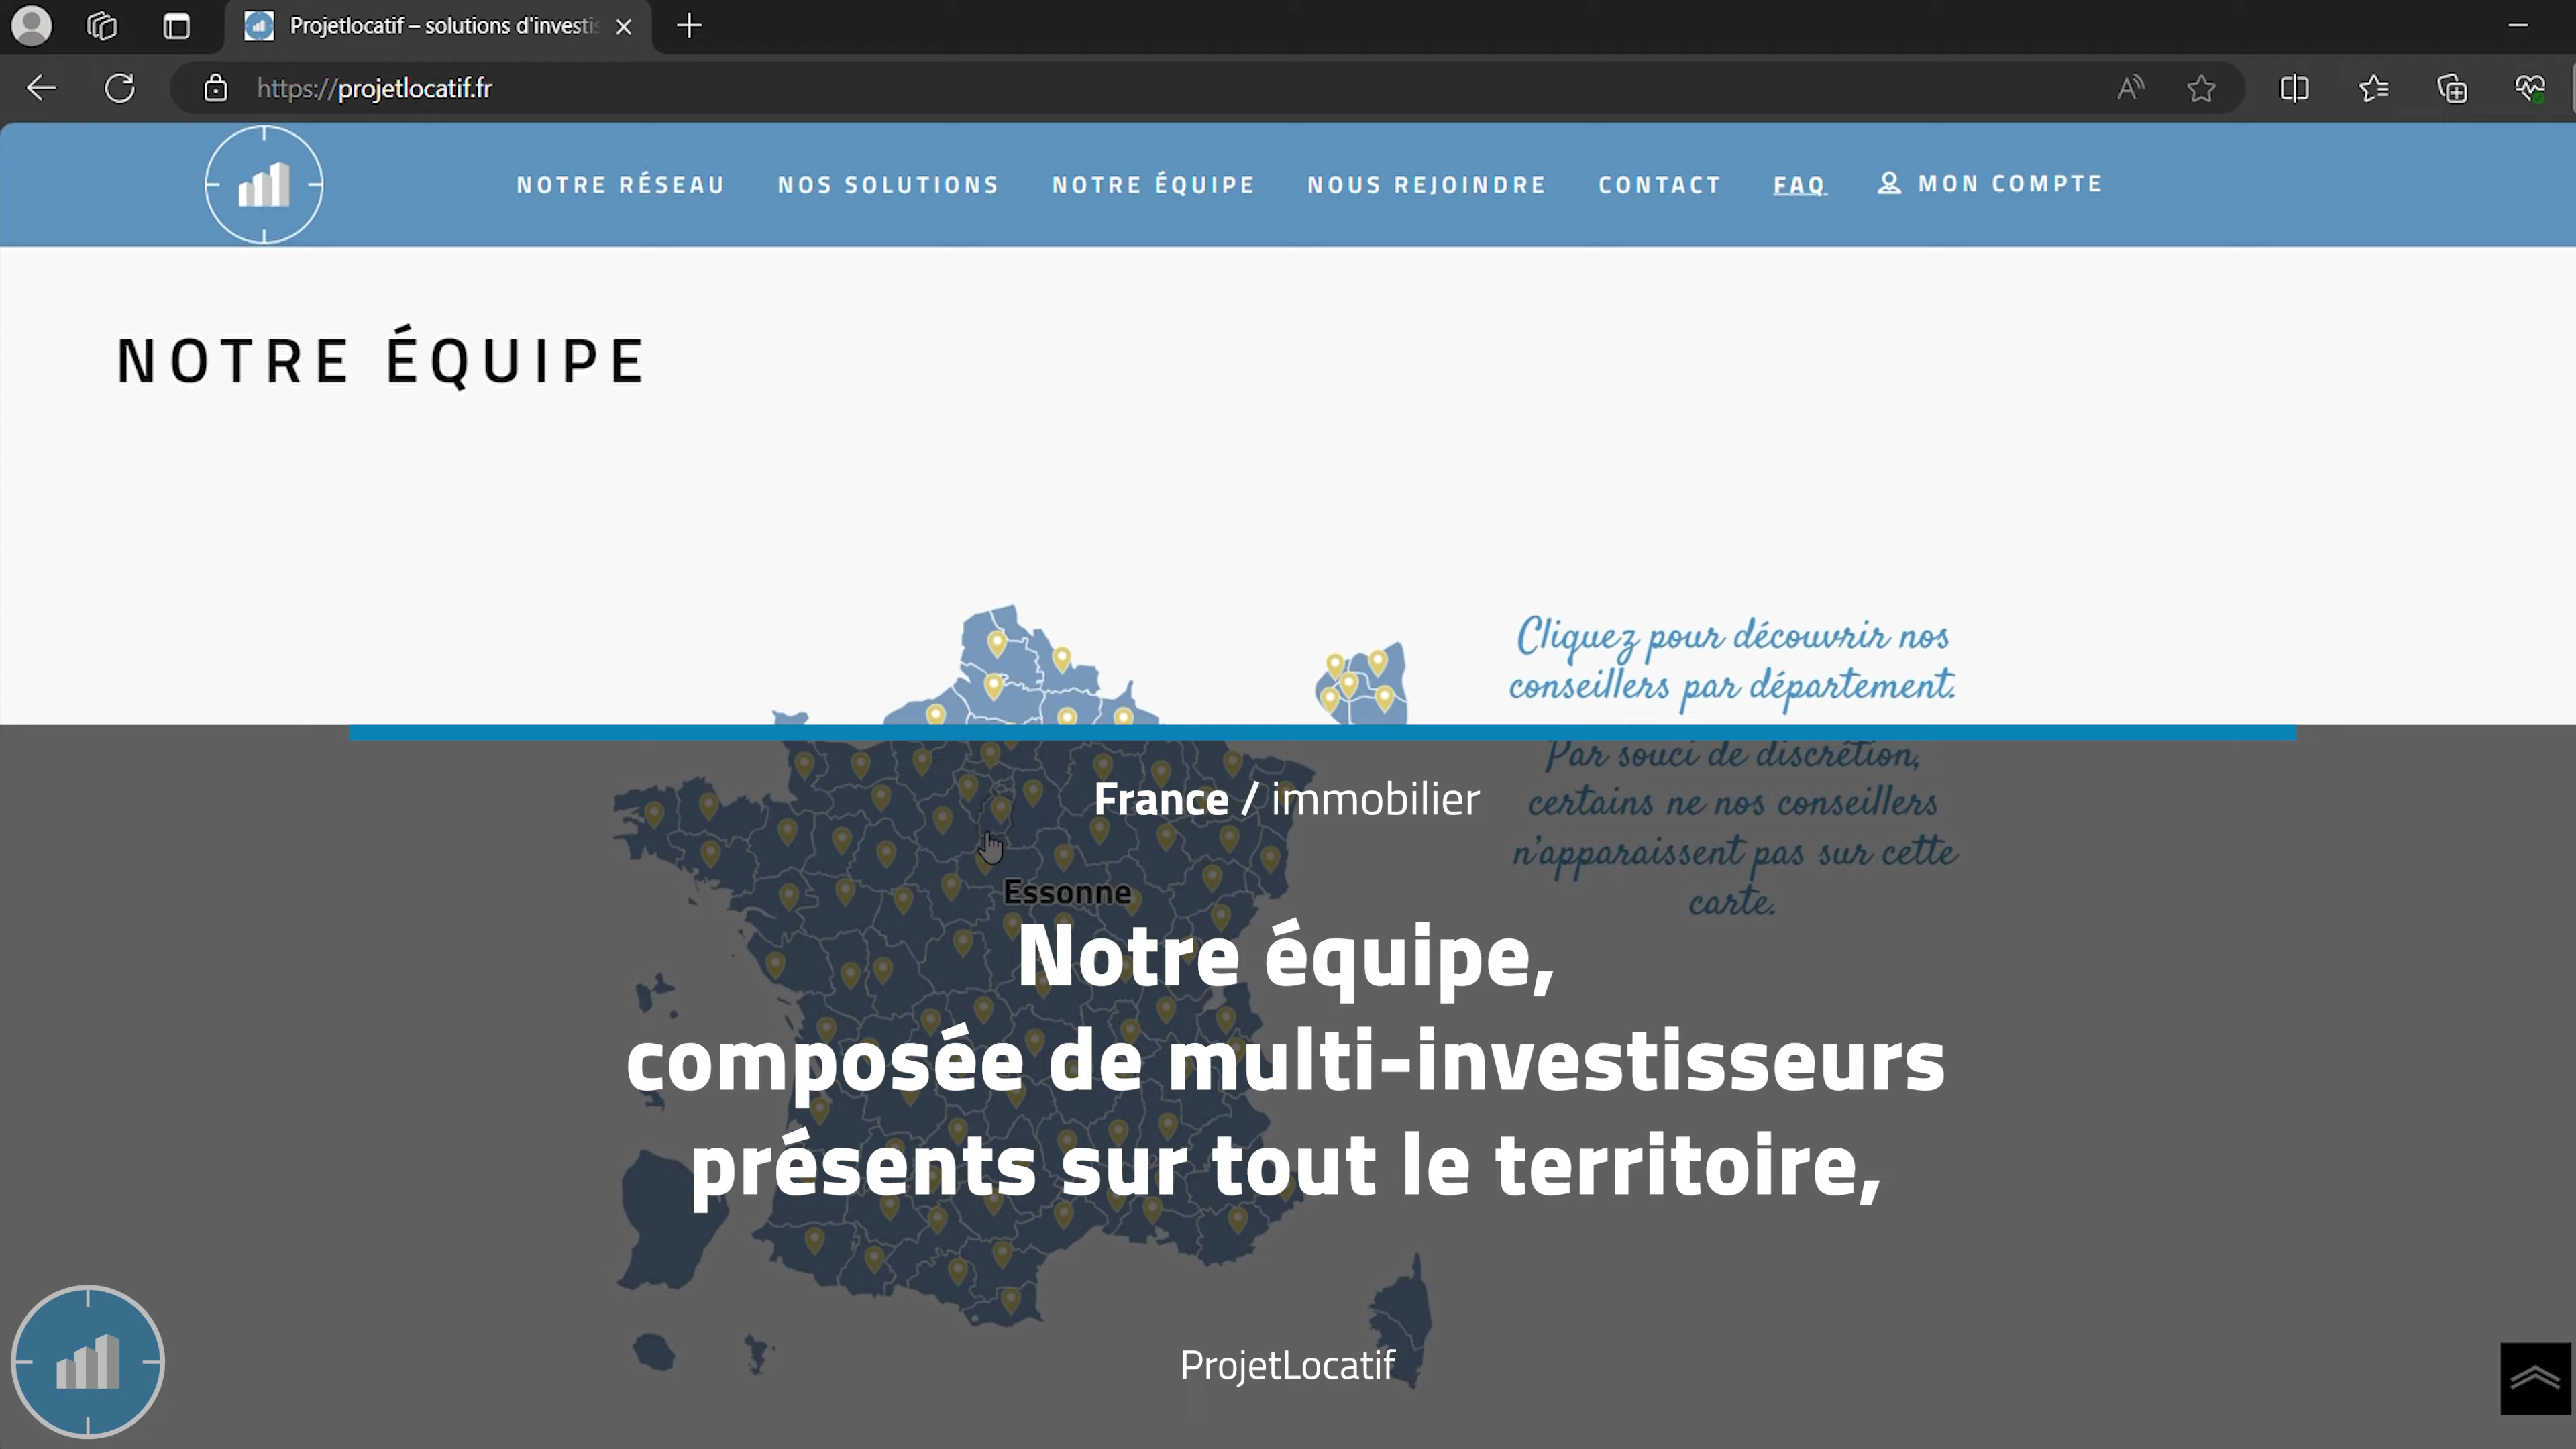 Projetlocatif – solutions d'investis
https://projetlocatif.fr
NOTRE RÉSEAU NOS SOLUTIONS NOTRE ÉQUIPE NOUS REJOINDRE CONTACT FAQ MON COMPTE
NOTRE ÉQUIPE
Cliquez pour découvrir nos
conseillers par département.
Par souci de discrétion,
certains ne nos conseillers
n'apparaissent pas sur cette
carte.
France / immobilier
Essonne
Notre équipe,
composée de multi-investisseurs
présents sur tout le territoire,
ProjetLocatif